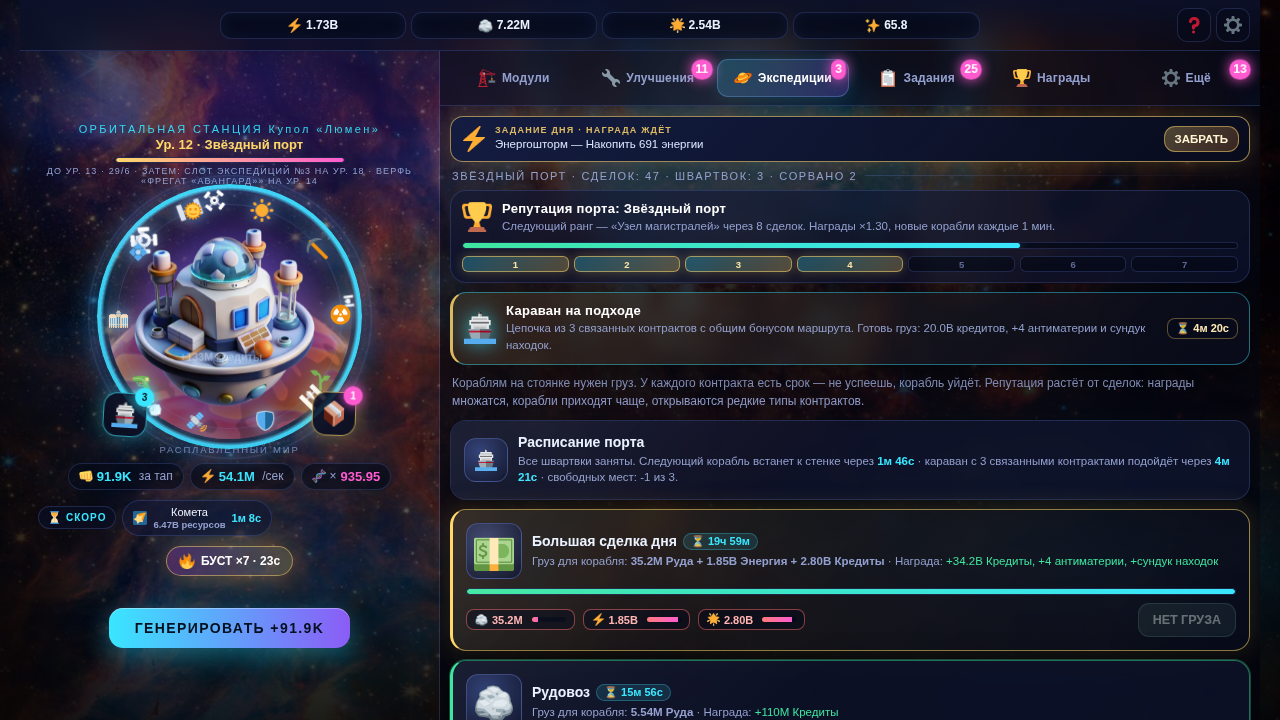 1.73B
7.22M
2.54B
65.8
Модули
Улучшения 11
Экспедиции 3
Задания 25
Награды
Ещё 13
ОРБИТАЛЬНАЯ СТАНЦИЯ Купол «Люмен»
Ур. 12 · Звёздный порт
ДО УР. 13 · 29/6 · ЗАТЕМ: СЛОТ ЭКСПЕДИЦИИ №3 НА УР. 18 · ВЕРФЬ
«ФРЕГАТ «АВАНГАРД»» НА УР. 14
3
1
РАСПЛАВЛЕННЫЙ МИР
91.9K за тап
54.1M /сек
× 935.95
СКОРО
Комета
6.47B ресурсов
1м 8с
БУСТ ×7 · 23с
ГЕНЕРИРОВАТЬ +91.9K
ЗАДАНИЕ ДНЯ · НАГРАДА ЖДЁТ
Энергошторм — Накопить 691 энергии
ЗАБРАТЬ
ЗВЁЗДНЫЙ ПОРТ · СДЕЛОК: 47 · ШВАРТОВОК: 3 · СОРВАНО 2
Репутация порта: Звёздный порт
Следующий ранг — «Узел магистралей» через 8 сделок. Награды ×1.30, новые корабли каждые 1 мин.
1 2 3 4 5 6 7
Караван на подходе
Цепочка из 3 связанных контрактов с общим бонусом маршрута. Готовь груз: 20.0B кредитов, +4 антиматерии и сундук
находок.
4м 20с
Кораблям на стоянке нужен груз. У каждого контракта есть срок — не успеешь, корабль уйдёт. Репутация растёт от сделок: награды
множатся, корабли приходят чаще, открываются редкие типы контрактов.
Расписание порта
Все швартвки заняты. Следующий корабль встанет к стенке через 1м 46с · караван с 3 связанными контрактами подойдёт через 4м
21с · свободных мест: -1 из 3.
Большая сделка дня 19ч 59м
Груз для корабля: 35.2M Руда + 1.85B Энергия + 2.80B Кредиты · Награда: +34.2B Кредиты, +4 антиматерии, +сундук находок
35.2M
1.85B
2.80B
НЕТ ГРУЗА
Рудовоз 15м 56с
Груз для корабля: 5.54M Руда · Награда: +110M Кредиты